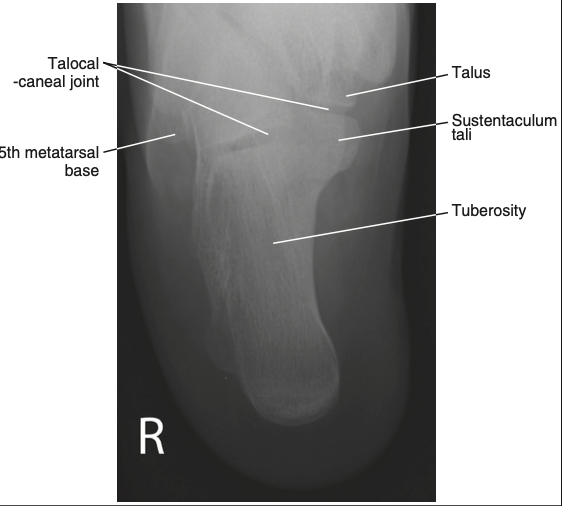 Talocal
-caneal joint
5th metatarsal
base
Talus
Sustentaculum
tali
Tuberosity
R